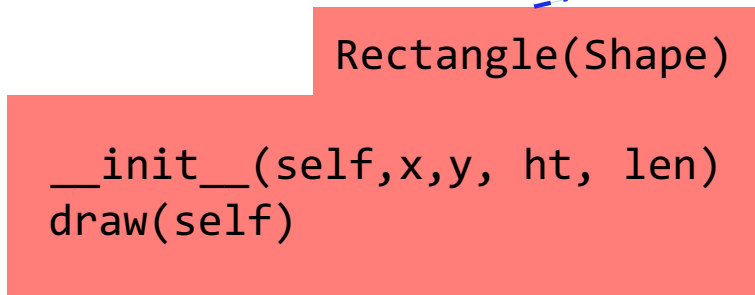 Rectangle(Shape)
__init__(self,x,y, ht, len)
draw(self)